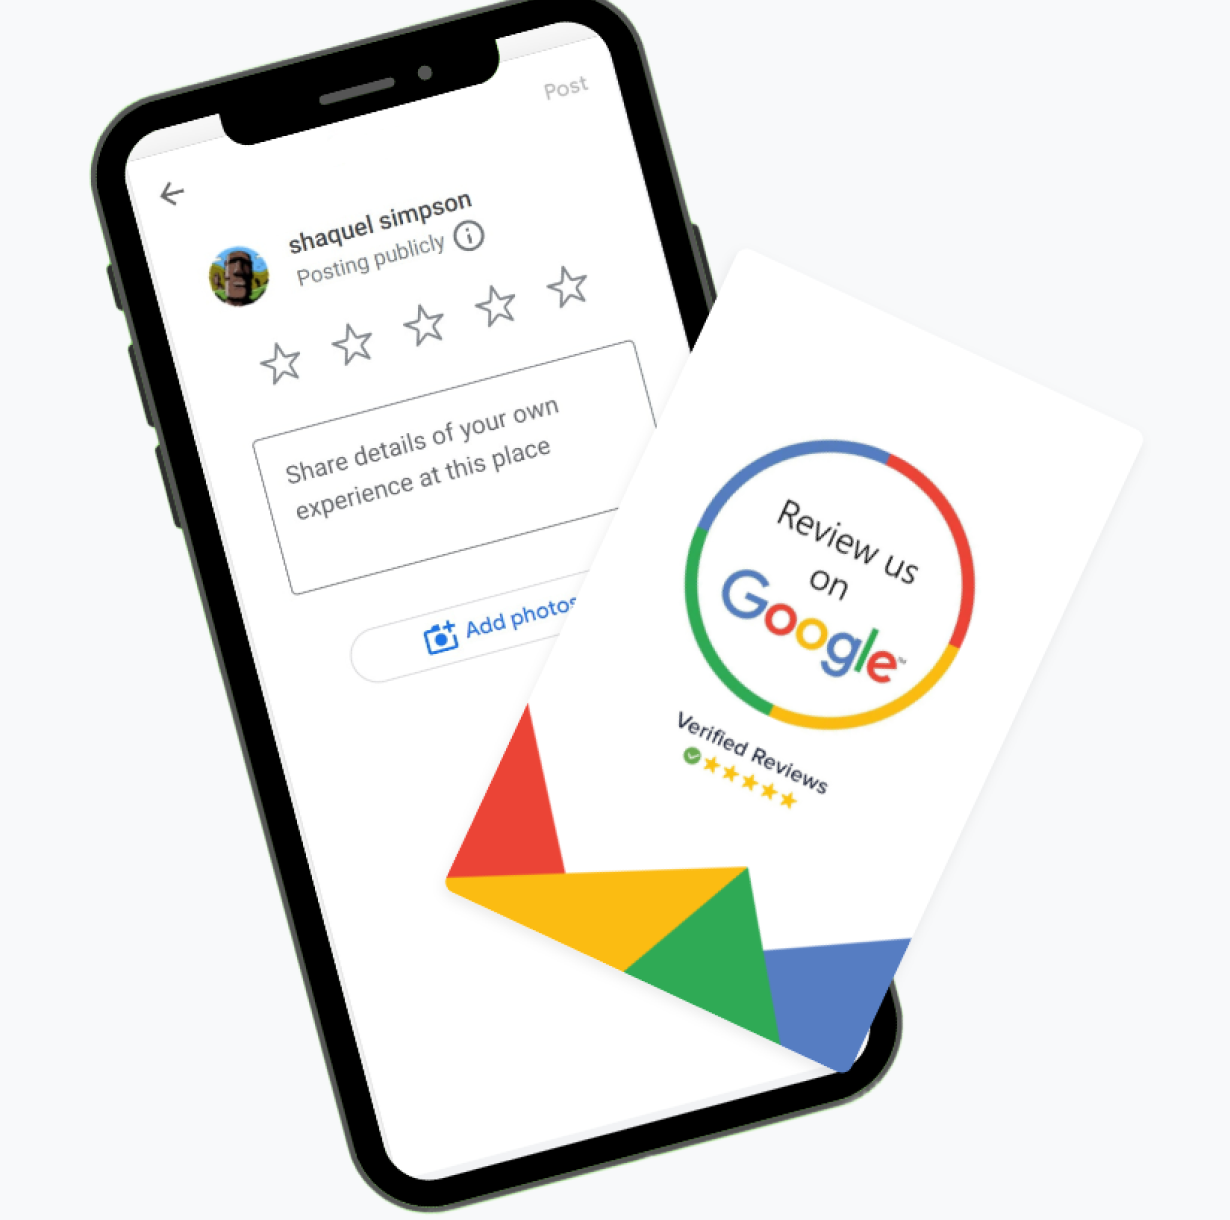 Post
shaquel simpson
Posting publicly
Share details of your own
experience at this place
Add photos
Review us
on
Google™
Verified Reviews